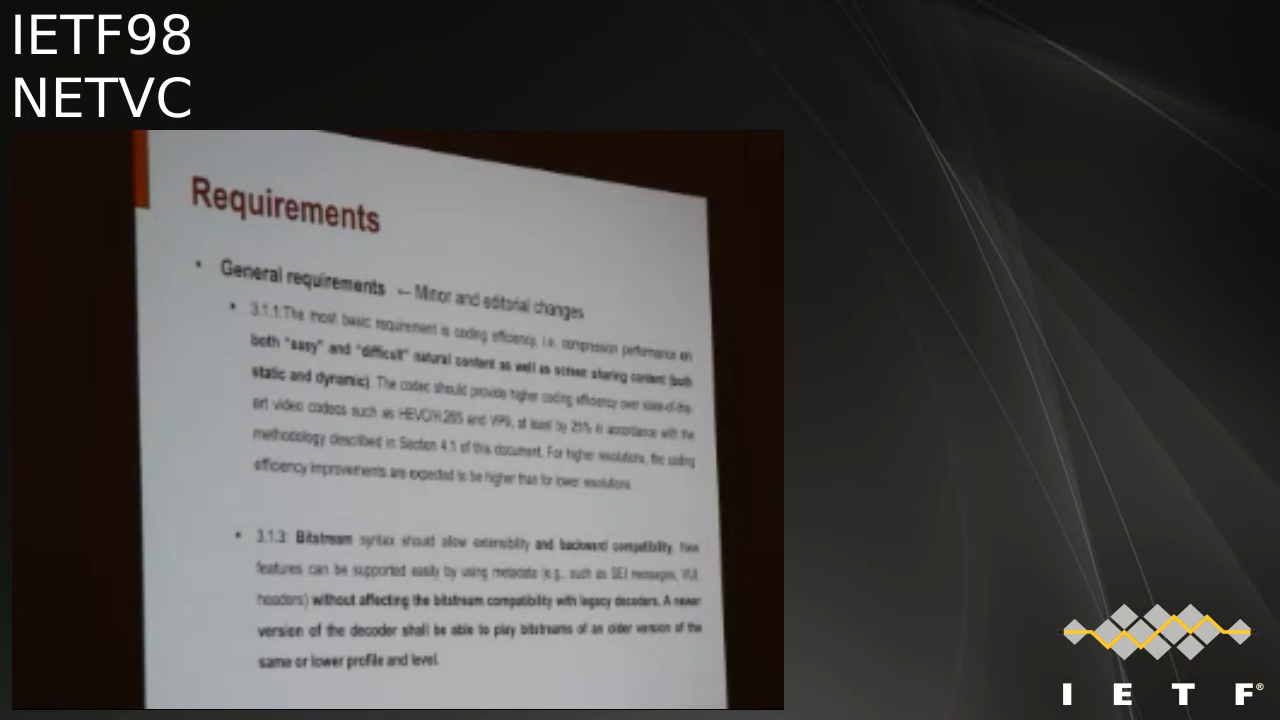 IETF98
NETVC
Requirements
• General requirements ← Minor and editorial changes
• 3.1.1:The most basic requirement is coding efficiency, i.e. compression performance on
both "easy" and "difficult" natural content as well as screen sharing content (both
static and dynamic). The codec should provide higher coding efficiency over state-of-the-
art video codecs such as HEVC/H.265 and VP9, at least by 25% in accordance with the
methodology described in Section 4.1 of this document. For higher resolutions, the coding
efficiency improvements are expected to be higher than for lower resolutions.
• 3.1.3: Bitstream syntax should allow extensibility and backward compatibility. New
features can be supported easily by using metadata (e.g., such as SEI messages, VUI,
headers) without affecting the bitstream compatibility with legacy decoders. A newer
version of the decoder shall be able to play bitstreams of an older version of the
same or lower profile and level.
I E T F®